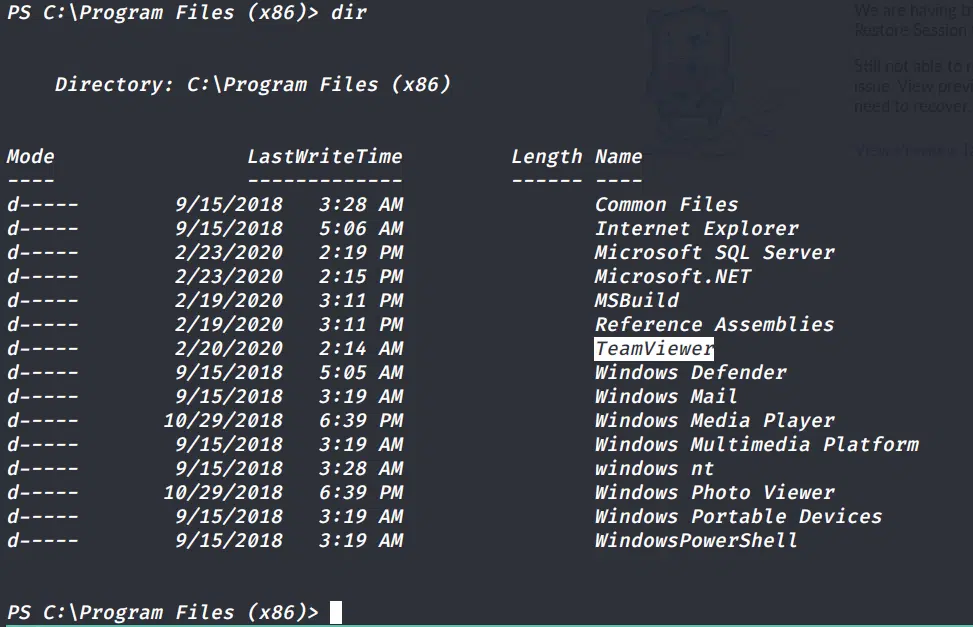 PS C:\Program Files (x86)> dir
Directory: C:\Program Files (x86)
Mode LastWriteTime Length Name
---- ------------- ------ ----
d----- 9/15/2018 3:28 AM Common Files
d----- 9/15/2018 5:06 AM Internet Explorer
d----- 2/23/2020 2:19 PM Microsoft SQL Server
d----- 2/23/2020 2:15 PM Microsoft.NET
d----- 2/19/2020 3:11 PM MSBuild
d----- 2/19/2020 3:11 PM Reference Assemblies
d----- 2/20/2020 2:14 AM TeamViewer
d----- 9/15/2018 5:05 AM Windows Defender
d----- 9/15/2018 3:19 AM Windows Mail
d----- 10/29/2018 6:39 PM Windows Media Player
d----- 9/15/2018 3:19 AM Windows Multimedia Platform
d----- 9/15/2018 3:28 AM windows nt
d----- 10/29/2018 6:39 PM Windows Photo Viewer
d----- 9/15/2018 3:19 AM Windows Portable Devices
d----- 9/15/2018 3:19 AM WindowsPowerShell
PS C:\Program Files (x86)>
We are having
Restore Session
Still not able to
issue. View
need to recover,